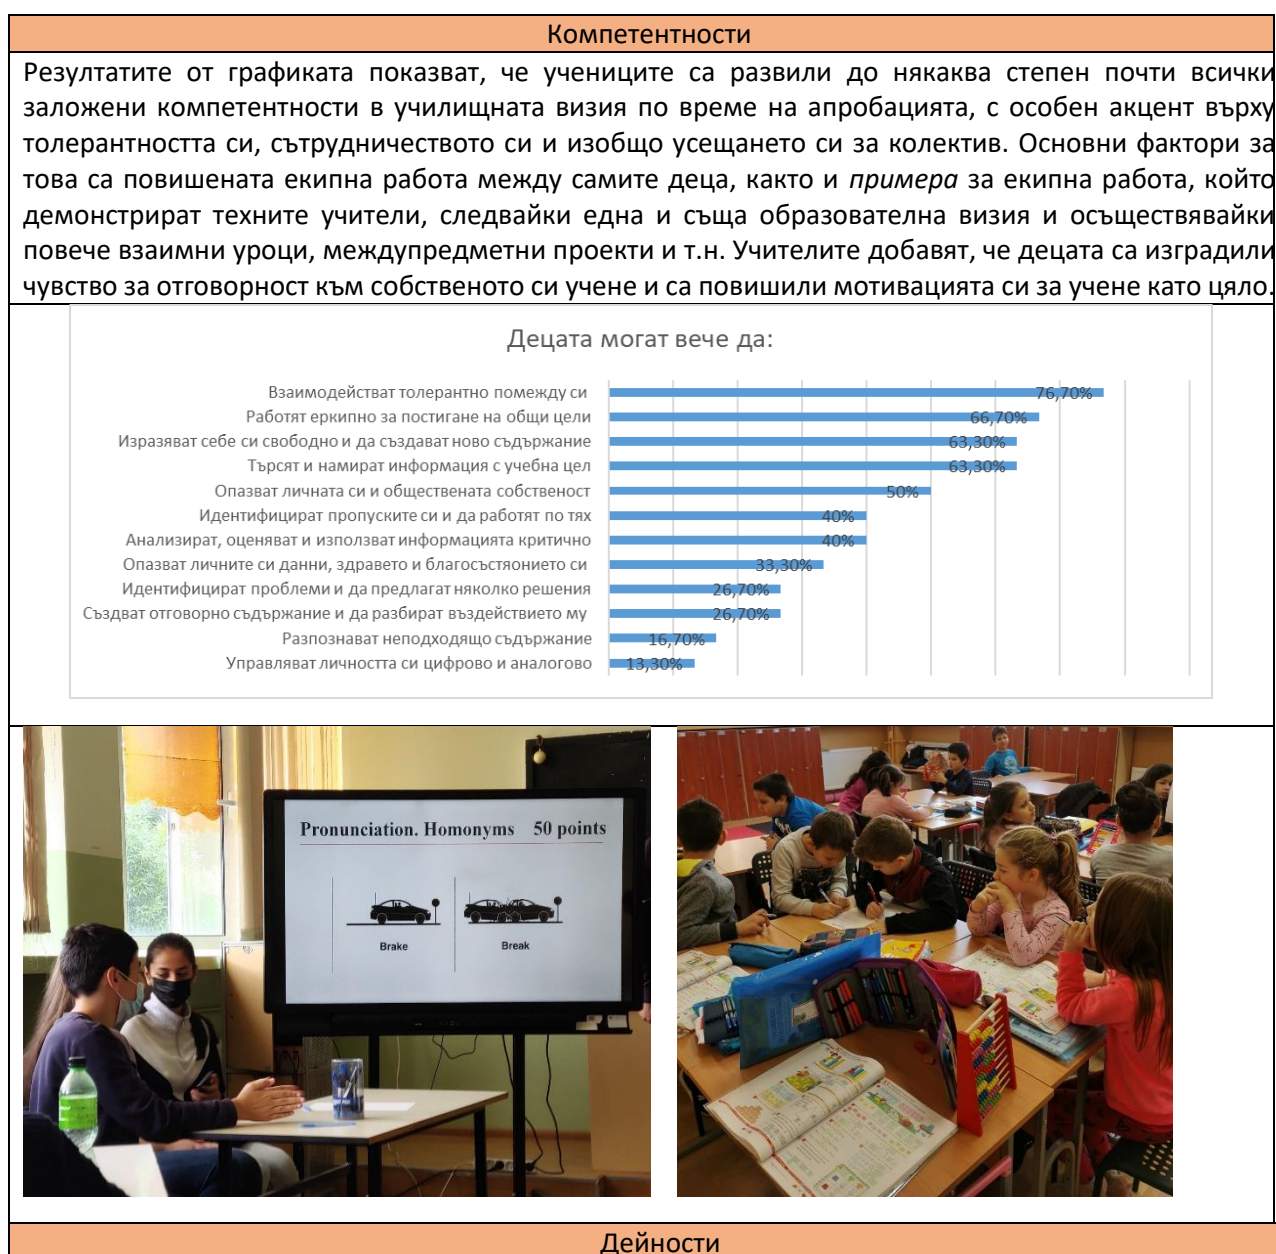 Компетентности
Резултатите от графиката показват, че учениците са развили до някаква степен почти всички
заложени компетентности в училищната визия по време на апробацията, с особен акцент върху
толерантността си, сътрудничеството си и изобщо усещането си за колектив. Основни фактори за
това са повишената екипна работа между самите деца, както и примера за екипна работа, който
демонстрират техните учители, следвайки една и съща образователна визия и осъществявайки
повече взаимни уроци, междупредметни проекти и т.н. Учителите добавят, че децата са изградили
чувство за отговорност към собственото си учене и са повишили мотивацията си за учене като цяло.
Децата могат вече да:
Взаимодействат толерантно помежду си 76,70%
Работят еркипно за постигане на общи цели 66,70%
Изразяват себе си свободно и да създават ново съдържание 63,30%
Търсят и намират информация с учебна цел 63,30%
Опазват личната си и обществената собственост 50%
Идентифицират пропуските си и да работят по тях 40%
Анализират, оценяват и използват информацията критично 40%
Опазват личните си данни, здравето и благосъстяонието си 33,30%
Идентифицират проблеми и да предлагат няколко решения 26,70%
Създват отговорно съдържание и да разбират въздействието му 26,70%
Разпознават неподходящо съдържание 16,70%
Управляват личността си цифрово и аналогово 13,30%
Pronunciation. Homonyms 50 points
Brake Break
Дейности